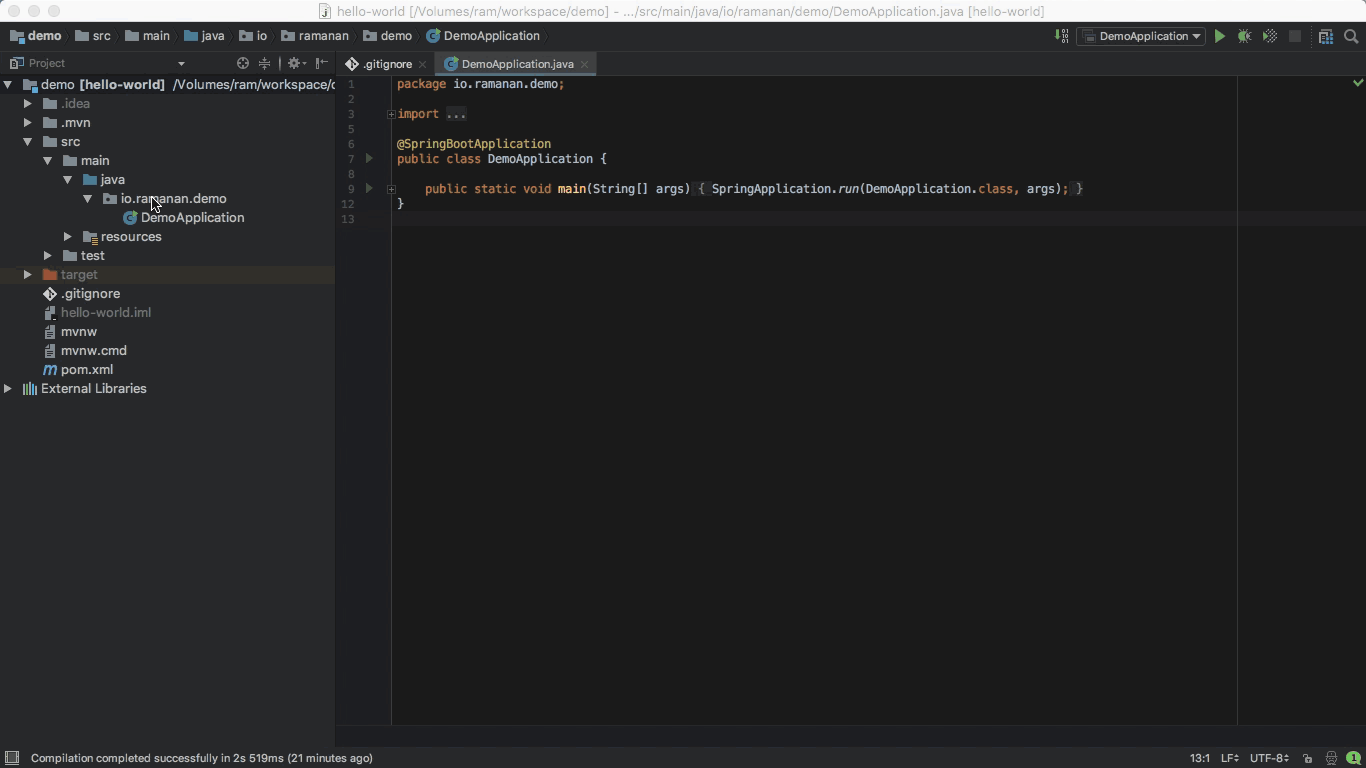 hello-world [/Volumes/ram/workspace/demo] - .../src/main/java/io/ramanan/demo/DemoApplication.java [hello-world]
demo src main java io ramanan demo DemoApplication DemoApplication
Project
.gitignore DemoApplication.java
demo [hello-world] /Volumes/ram/workspace/d
.idea
.mvn
src
main
java
io.ramanan.demo
DemoApplication
resources
test
target
.gitignore
hello-world.iml
mvnw
mvnw.cmd
pom.xml
External Libraries
1 package io.ramanan.demo;
2
3 import ...
5
6 @SpringBootApplication
7 public class DemoApplication {
8
9 public static void main(String[] args) { SpringApplication.run(DemoApplication.class, args); }
12 }
13
Compilation completed successfully in 2s 519ms (21 minutes ago) 13:1 LF UTF-8 1